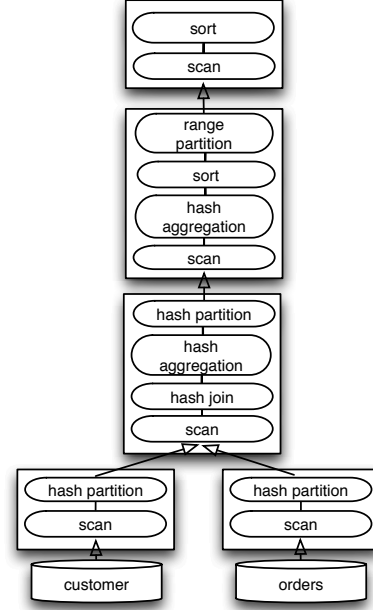 sort
scan
range
partition
sort
hash
aggregation
scan
hash partition
hash
aggregation
hash join
scan
hash partition
scan
customer
hash partition
scan
orders